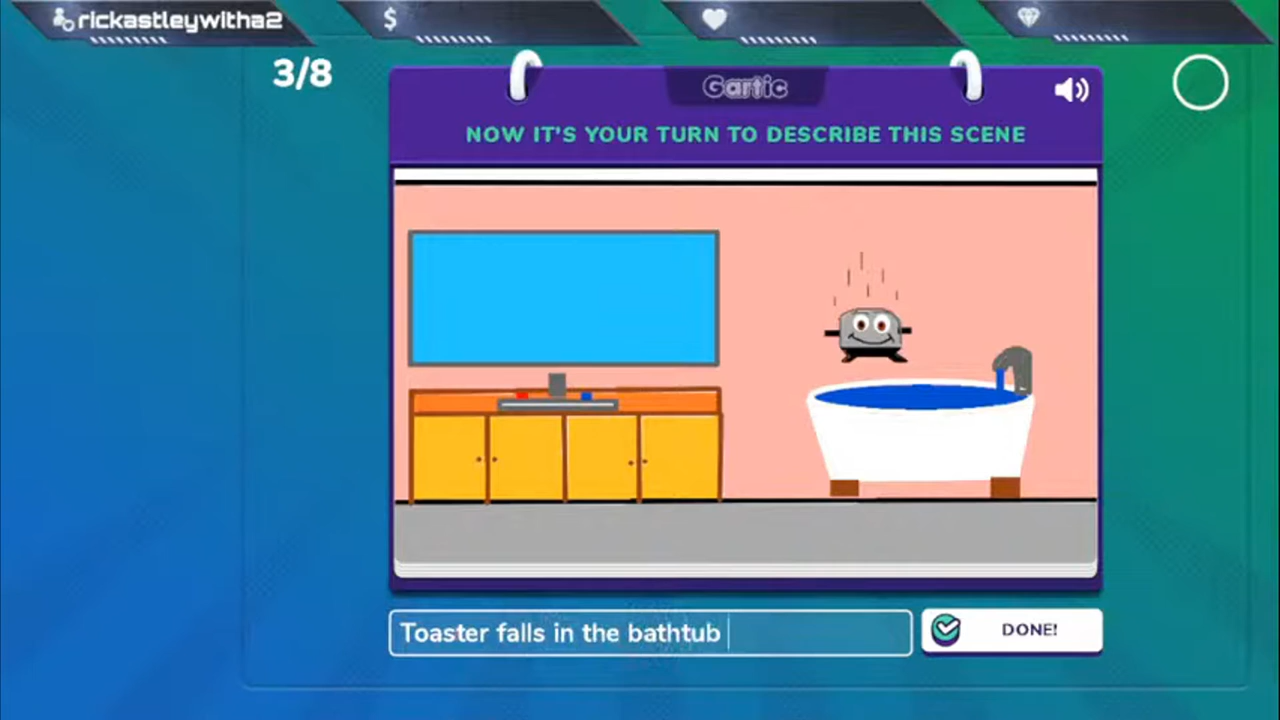 rickastleywitha2
$
3/8
Gartic
NOW IT'S YOUR TURN TO DESCRIBE THIS SCENE
Toaster falls in the bathtub
DONE!